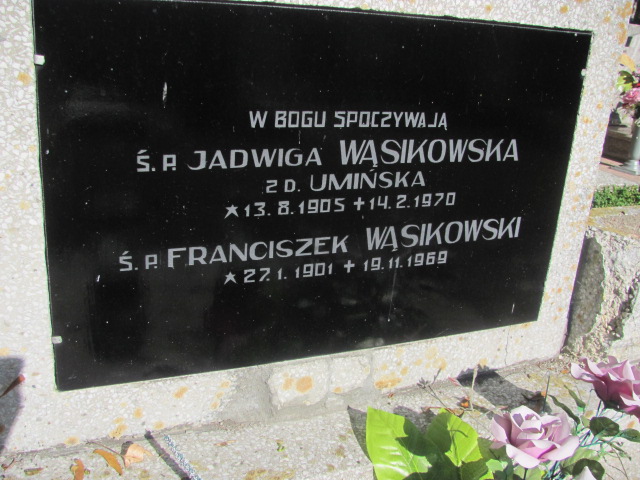 W BOGU SPOCZYWAJĄ
Ś.P. JADWIGA WĄSIKOWSKA
Z D. UMIŃSKA
★13.8.1905 +14.2.1970
Ś.P. FRANCISZEK WĄSIKOWSKI
★27.1.1901 + 19.11.1969